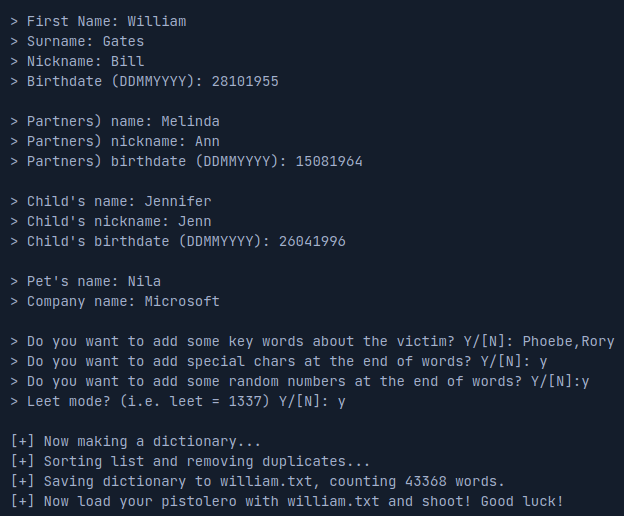 > First Name: William
> Surname: Gates
> Nickname: Bill
> Birthdate (DDMMYYYY): 28101955
> Partners) name: Melinda
> Partners) nickname: Ann
> Partners) birthdate (DDMMYYYY): 15081964
> Child's name: Jennifer
> Child's nickname: Jenn
> Child's birthdate (DDMMYYYY): 26041996
> Pet's name: Nila
> Company name: Microsoft
> Do you want to add some key words about the victim? Y/[N]: Phoebe,Rory
> Do you want to add special chars at the end of words? Y/[N]: y
> Do you want to add some random numbers at the end of words? Y/[N]:y
> Leet mode? (i.e. leet = 1337) Y/[N]: y
[+] Now making a dictionary...
[+] Sorting list and removing duplicates...
[+] Saving dictionary to william.txt, counting 43368 words.
[+] Now load your pistolero with william.txt and shoot! Good luck!